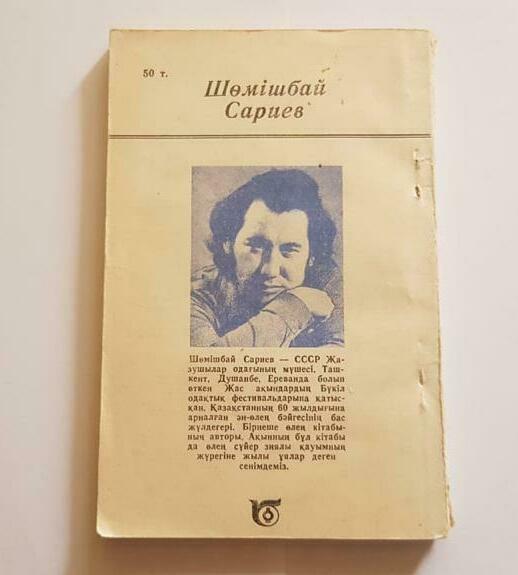 50 т.
Шөмішбай
Сариев
Шөмішбай Сариев — СССР Жа-
зушылар одағының мүшесі. Таш-
кент, Душанбе, Ереванда болып
өткен Жас ақындардың Бүкіл
одақтық фестивальдарына қатыс-
қан. Қазақстанның 60 жылдығына
арналған ән-өлең бәйгесінің бас
жүлдегері. Бірнеше өлең кітабы-
ның авторы. Ақынның бұл кітабы
да өлең сүйер зиялы қауымның
жүрегіне жылы ұялар деген
сенімдеміз.